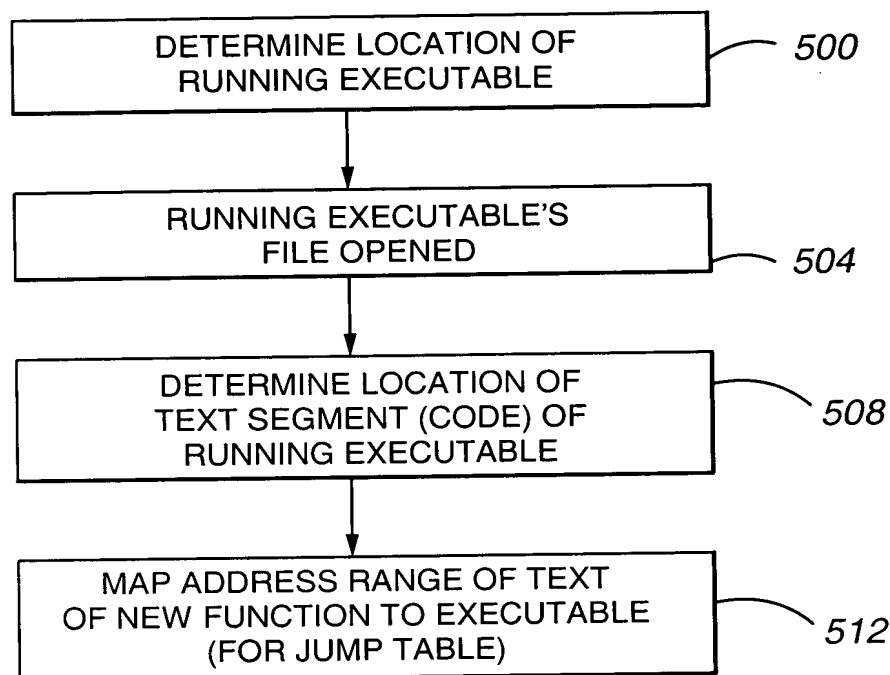 DETERMINE LOCATION OF
RUNNING EXECUTABLE
500
RUNNING EXECUTABLE'S
FILE OPENED
504
DETERMINE LOCATION OF
TEXT SEGMENT (CODE) OF
RUNNING EXECUTABLE
508
MAP ADDRESS RANGE OF TEXT
OF NEW FUNCTION TO EXECUTABLE
(FOR JUMP TABLE)
512